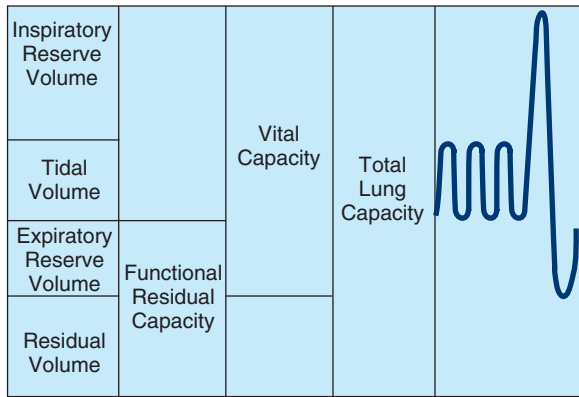 Inspiratory
Reserve
Volume
Tidal
Volume
Expiratory
Reserve
Volume
Residual
Volume
Functional
Residual
Capacity
Vital
Capacity
Total
Lung
Capacity